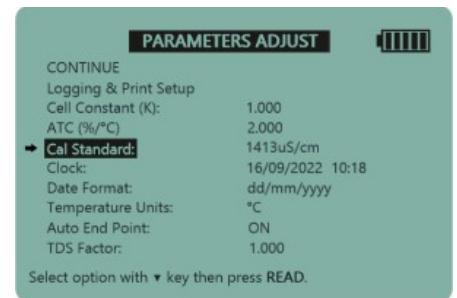 PARAMETERS ADJUST
CONTINUE
Logging & Print Setup
Cell Constant (K): 1.000
ATC (%/°C) 2.000
Cal Standard: 1413uS/cm
Clock: 16/09/2022 10:18
Date Format: dd/mm/yyyy
Temperature Units: °C
Auto End Point: ON
TDS Factor: 1.000
Select option with ▼ key then press READ.